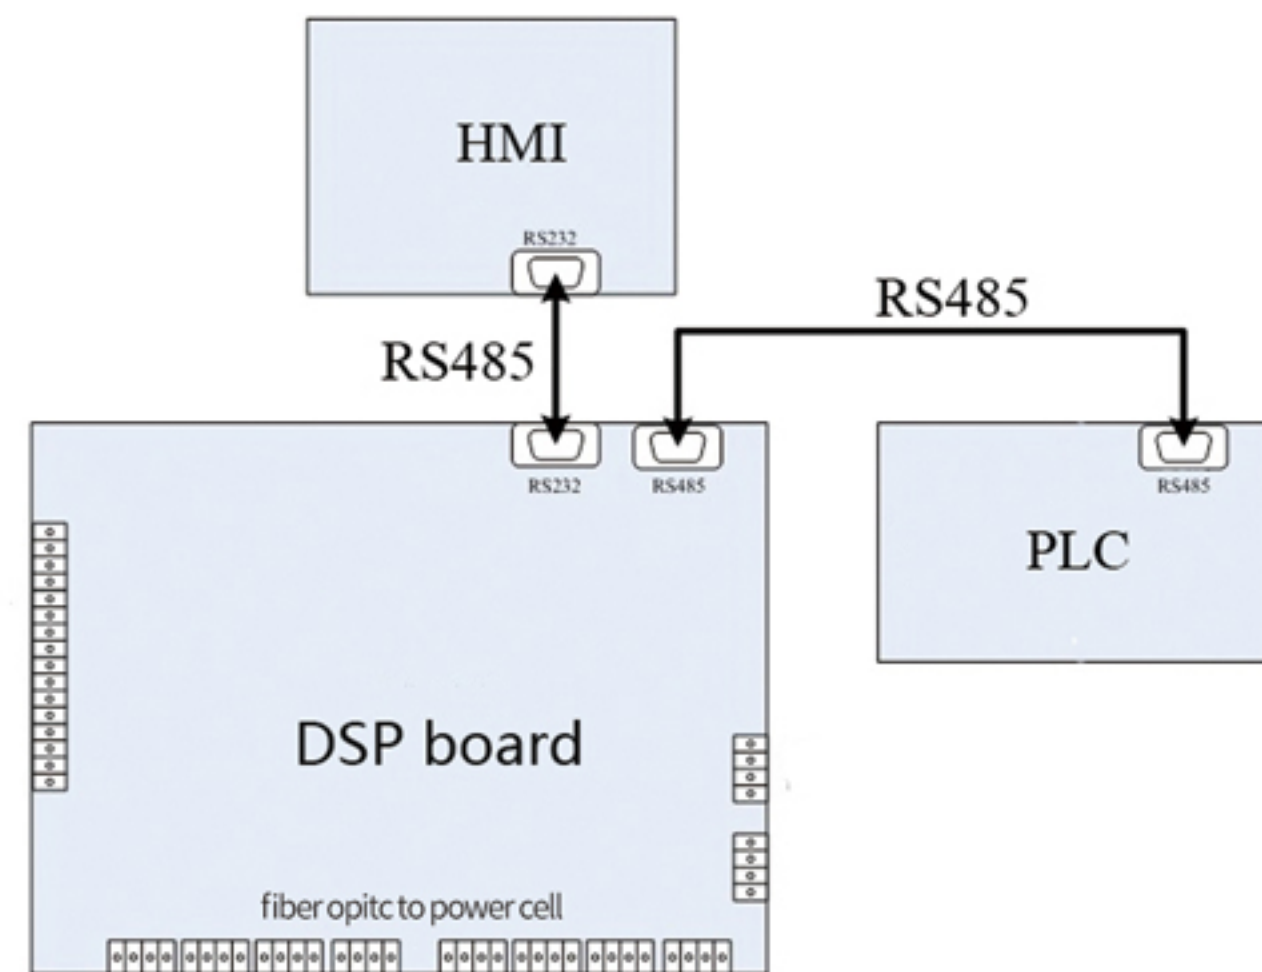 HMI
RS232
RS485
RS485
RS232
RS485
RS485
PLC
DSP board
fiber opitc to power cell